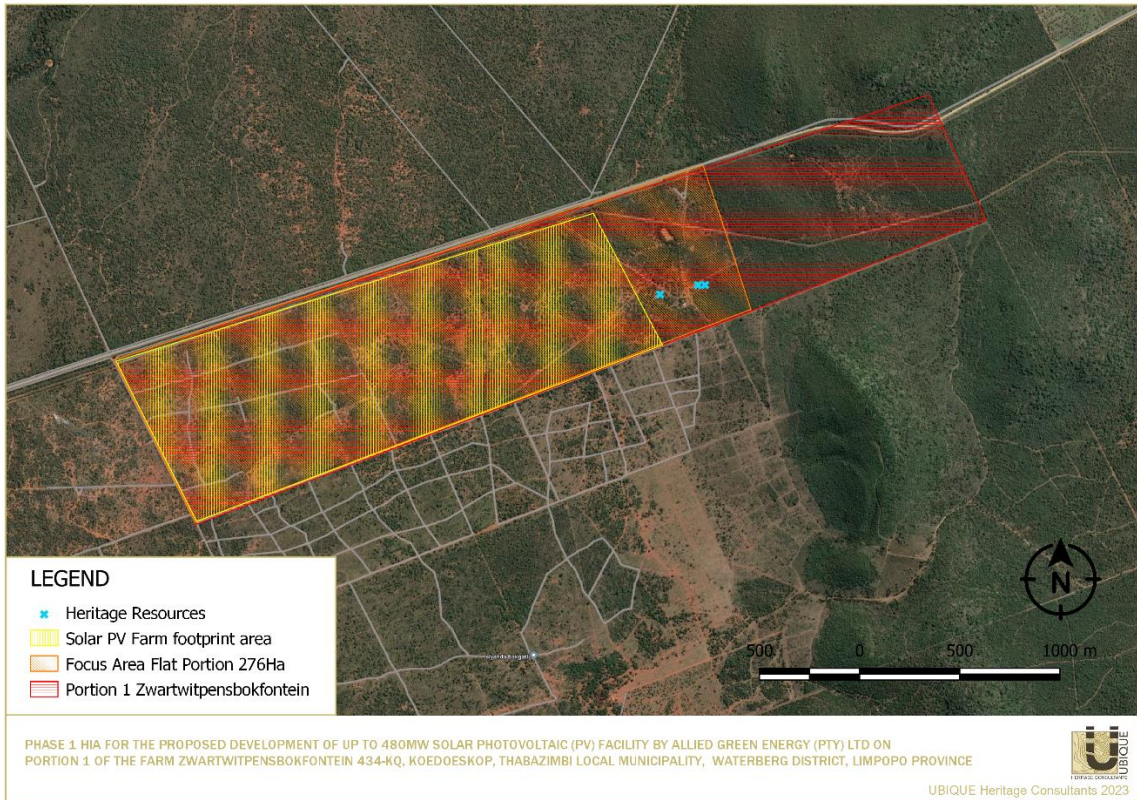 N
500 0 500 1000 m
LEGEND
Heritage Resources
Solar PV Farm footprint area
Focus Area Flat Portion 276Ha
Portion 1 Zwartwitpensbokfontein
PHASE 1 HIA FOR THE PROPOSED DEVELOPMENT OF UP TO 480MW SOLAR PHOTOVOLTAIC (PV) FACILITY BY ALLIED GREEN ENERGY (PTY) LTD ON
PORTION 1 OF THE FARM ZWARTWITPENSBOKFONTEIN 434-KQ, KOEDOESKOP, THABAZIMBI LOCAL MUNICIPALITY, WATERBERG DISTRICT, LIMPOPO PROVINCE
UBIQUE
HERITAGE CONSULTANTS
UBIQUE Heritage Consultants 2023